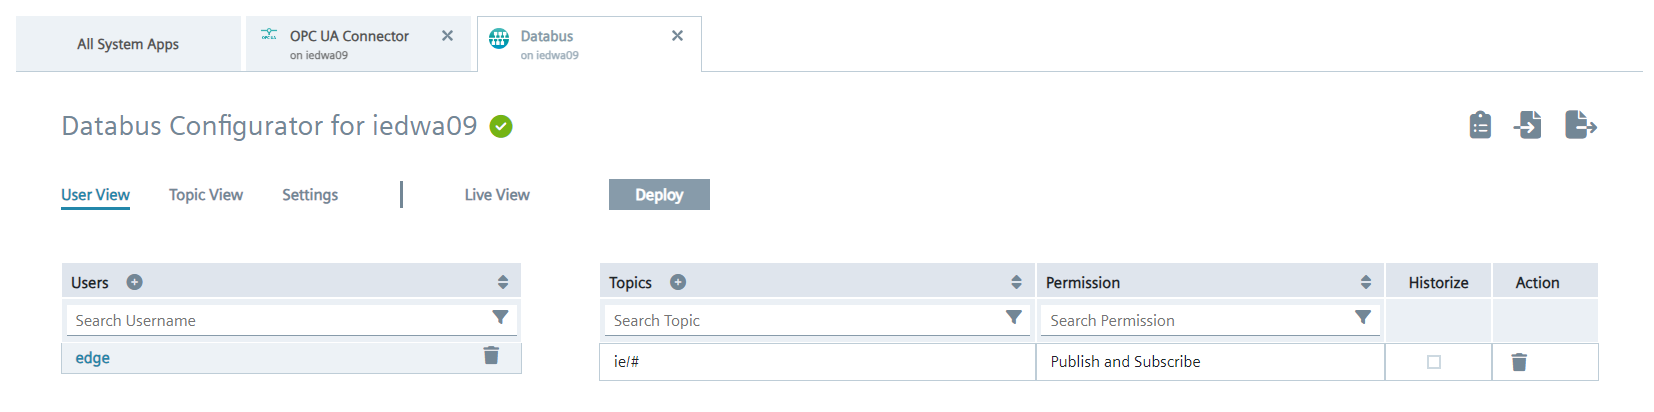 All System Apps
OPC UA
OPC UA Connector
on iedwa09
Databus
on iedwa09
Databus Configurator for iedwa09
User View Topic View Settings Live View Deploy
Users
Topics Permission Historize Action
Search Username
Search Topic Search Permission
edge
ie/# Publish and Subscribe